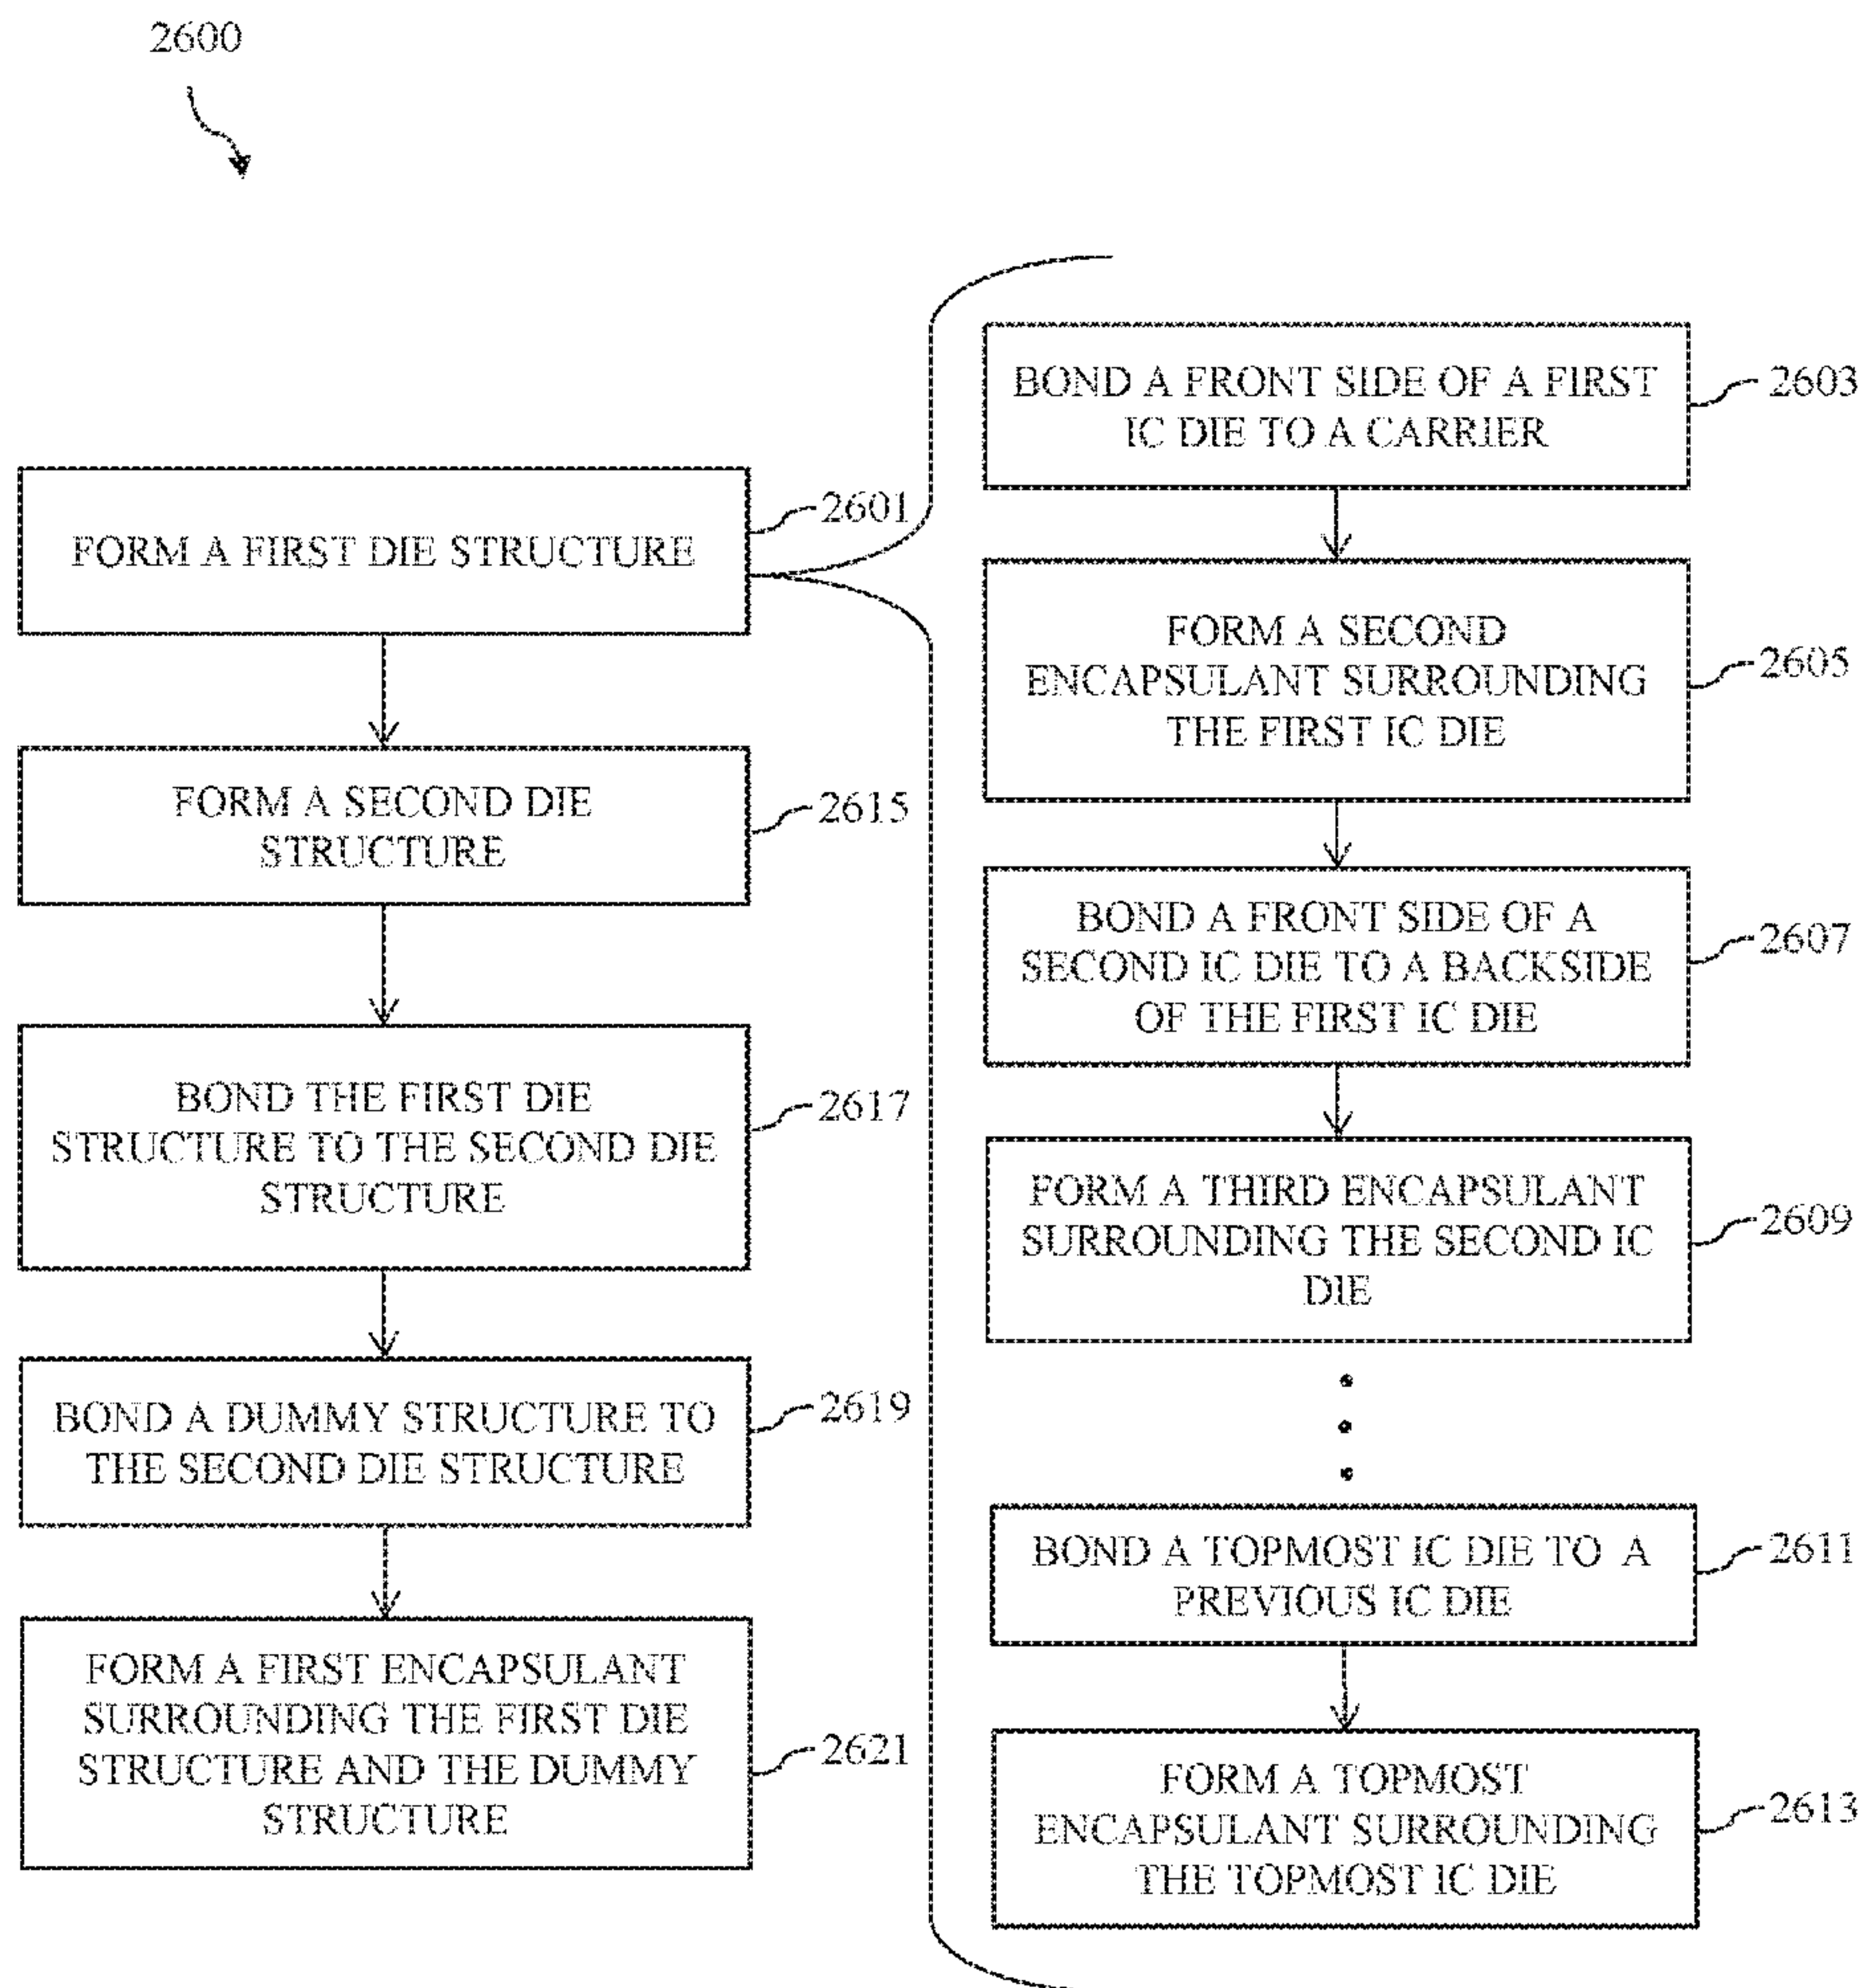 2600
FORM A FIRST DIE STRUCTURE
2601
FORM A SECOND DIE
STRUCTURE
2615
BOND THE FIRST DIE
STRUCTURE TO THE SECOND DIE
STRUCTURE
2617
BOND A DUMMY STRUCTURE TO
THE SECOND DIE STRUCTURE
2619
FORM A FIRST ENCAPSULANT
SURROUNDING THE FIRST DIE
STRUCTURE AND THE DUMMY
STRUCTURE
2621
BOND A FRONT SIDE OF A FIRST
IC DIE TO A CARRIER
2603
FORM A SECOND
ENCAPSULANT SURROUNDING
THE FIRST IC DIE
2605
BOND A FRONT SIDE OF A
SECOND IC DIE TO A BACKSIDE
OF THE FIRST IC DIE
2607
FORM A THIRD ENCAPSULANT
SURROUNDING THE SECOND IC
DIE
2609
BOND A TOPMOST IC DIE TO A
PREVIOUS IC DIE
2611
FORM A TOPMOST
ENCAPSULANT SURROUNDING
THE TOPMOST IC DIE
2613